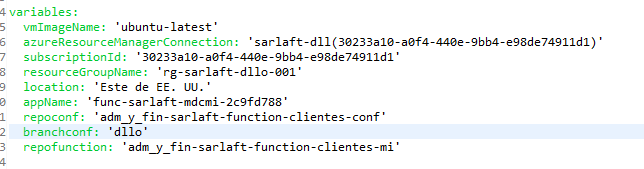 4 variables:
5 vmImageName: 'ubuntu-latest'
6 azureResourceManagerConnection: 'sarlaft-dll(30233a10-a0f4-440e-9bb4-e98de74911d1)'
7 subscriptionId: '30233a10-a0f4-440e-9bb4-e98de74911d1'
8 resourceGroupName: 'rg-sarlaft-dllo-001'
9 location: 'Este de EE. UU.'
0 appName: 'func-sarlaft-mdcmi-2c9fd788'
1 repoconf: 'adm_y_fin-sarlaft-function-clientes-conf'
2 branchconf: 'dllo'
3 repofunction: 'adm_y_fin-sarlaft-function-clientes-mi'
4